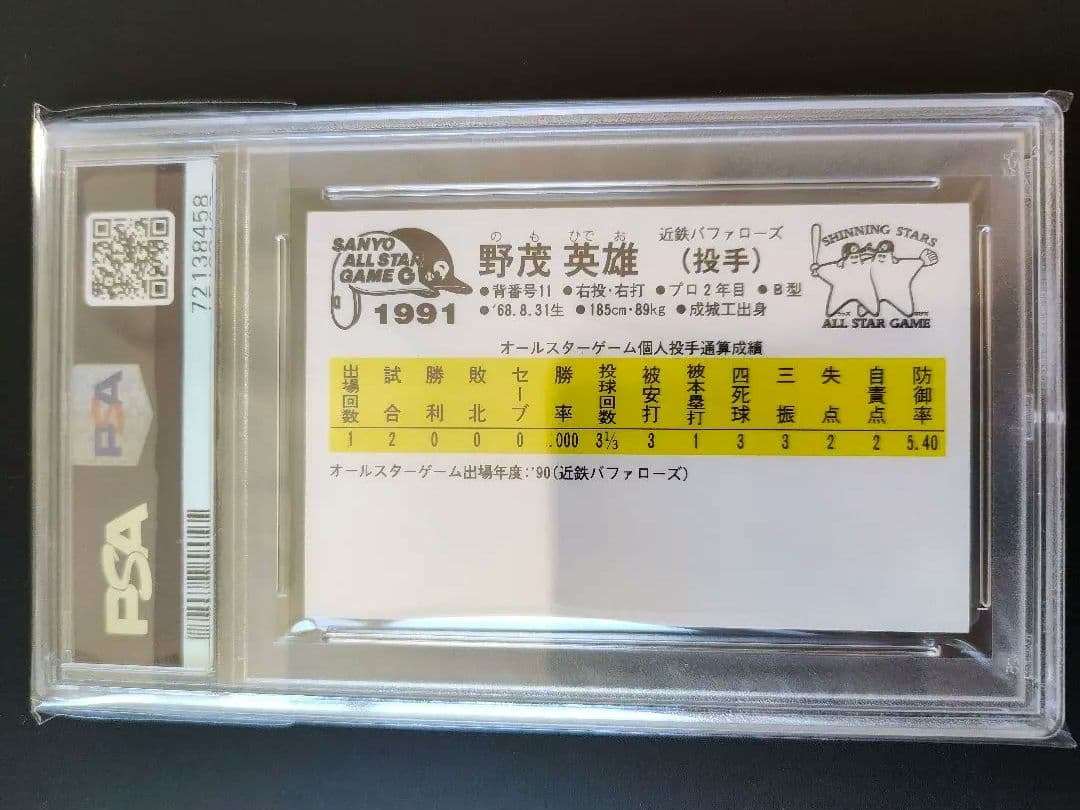 72138458
PSA
PSA
SANYO
ALL STAR
GAME
1991
のも ひでお
野茂 英雄
近鉄バファローズ
(投手)
●背番号11 ●右投・右打 ●プロ2年目 ●B型
●'68.8.31生 ●185cm・89kg ●成城工出身
SHINNING STARS
ALL STAR GAME
オールスターゲーム個人投手通算成績
出場回数 試合 勝利 敗北 セーブ 勝率 投球回数 被安打 被本塁打 四死球 三振 失点 自責点 防御率
1 2 0 0 0 .000 3⅓ 3 1 3 3 2 2 5.40
オールスターゲーム出場年度:'90(近鉄バファローズ)